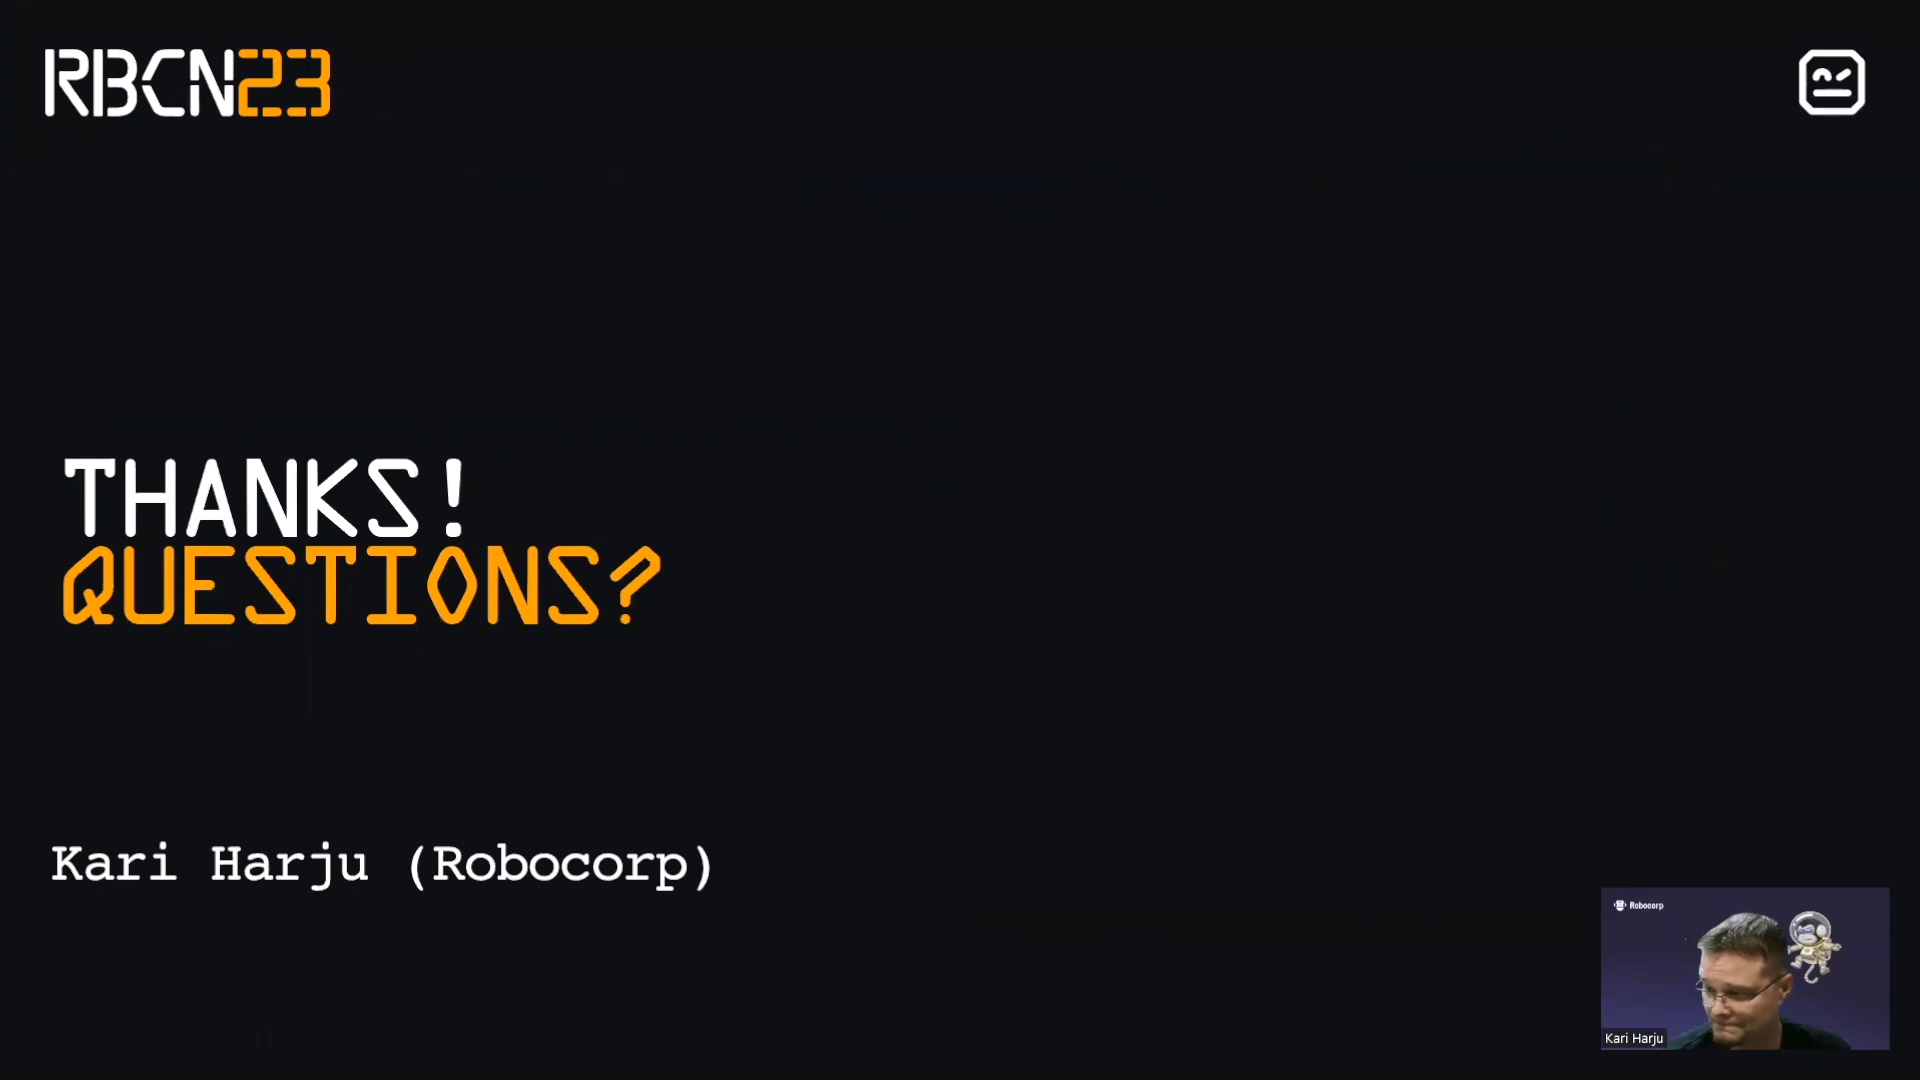 RBCN23
THANKS!
QUESTIONS?
Kari Harju (Robocorp)
Robocorp
Kari Harju